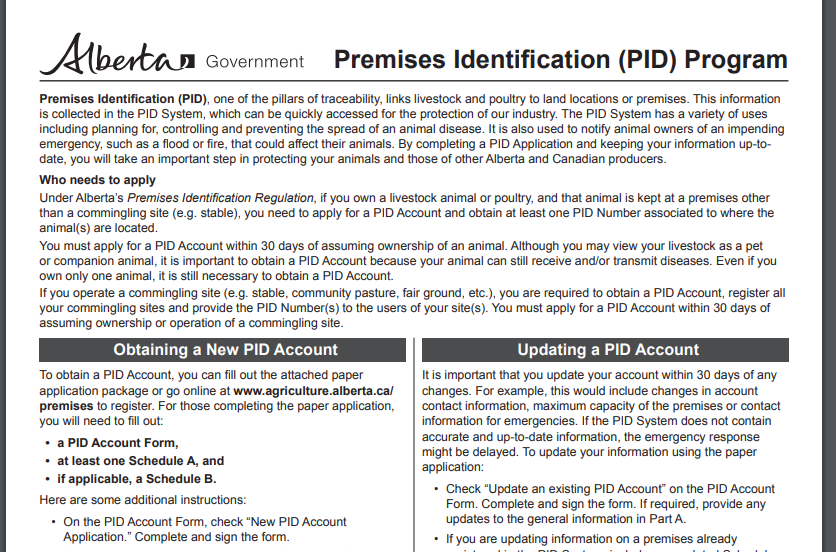 Alberta Government
Premises Identification (PID) Program
Premises Identification (PID), one of the pillars of traceability, links livestock and poultry to land locations or premises. This information
is collected in the PID System, which can be quickly accessed for the protection of our industry. The PID System has a variety of uses
including planning for, controlling and preventing the spread of an animal disease. It is also used to notify animal owners of an impending
emergency, such as a flood or fire, that could affect their animals. By completing a PID Application and keeping your information up-to-
date, you will take an important step in protecting your animals and those of other Alberta and Canadian producers.
Who needs to apply
Under Alberta's Premises Identification Regulation, if you own a livestock animal or poultry, and that animal is kept at a premises other
than a commingling site (e.g. stable), you need to apply for a PID Account and obtain at least one PID Number associated to where the
animal(s) are located.
You must apply for a PID Account within 30 days of assuming ownership of an animal. Although you may view your livestock as a pet
or companion animal, it is important to obtain a PID Account because your animal can still receive and/or transmit diseases. Even if you
own only one animal, it is still necessary to obtain a PID Account.
If you operate a commingling site (e.g. stable, community pasture, fair ground, etc.), you are required to obtain a PID Account, register all
your commingling sites and provide the PID Number(s) to the users of your site(s). You must apply for a PID Account within 30 days of
assuming ownership or operation of a commingling site.
Obtaining a New PID Account
To obtain a PID Account, you can fill out the attached paper
application package or go online at www.agriculture.alberta.ca/
premises to register. For those completing the paper application,
you will need to fill out:
• a PID Account Form,
• at least one Schedule A, and
• if applicable, a Schedule B.
Here are some additional instructions:
• On the PID Account Form, check "New PID Account
Application." Complete and sign the form.
Updating a PID Account
It is important that you update your account within 30 days of any
changes. For example, this would include changes in account
contact information, maximum capacity of the premises or contact
information for emergencies. If the PID System does not contain
accurate and up-to-date information, the emergency response
might be delayed. To update your information using the paper
application:
• Check "Update an existing PID Account" on the PID Account
Form. Complete and sign the form. If required, provide any
updates to the general information in Part A.
• If you are updating information on a premises already